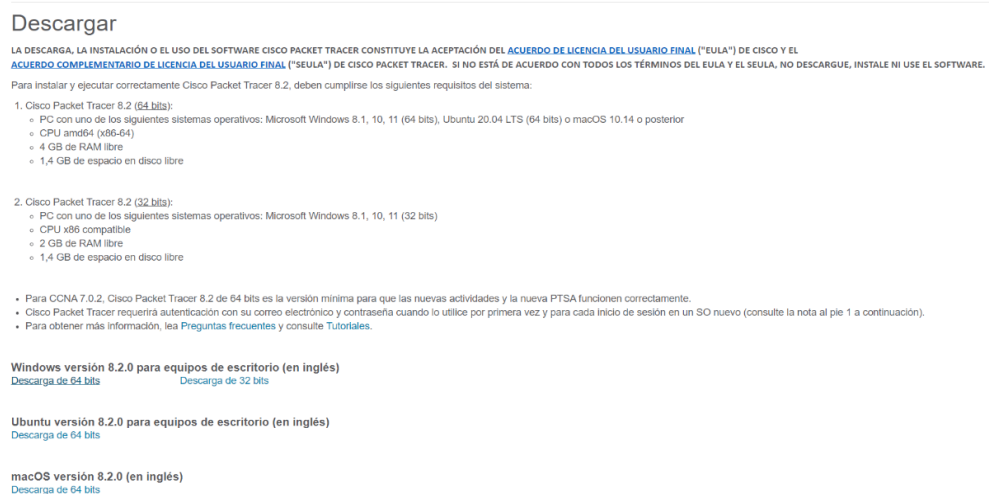 Descargar
LA DESCARGA, LA INSTALACIÓN O EL USO DEL SOFTWARE CISCO PACKET TRACER CONSTITUYE LA ACEPTACIÓN DEL ACUERDO DE LICENCIA DEL USUARIO FINAL ("EULA") DE CISCO Y EL
ACUERDO COMPLEMENTARIO DE LICENCIA DEL USUARIO FINAL ("SEULA") DE CISCO PACKET TRACER. SI NO ESTÁ DE ACUERDO CON TODOS LOS TÉRMINOS DEL EULA Y EL SEULA, NO DESCARGUE, INSTALE NI USE EL SOFTWARE.
Para instalar y ejecutar correctamente Cisco Packet Tracer 8.2, deben cumplirse los siguientes requisitos del sistema:
1. Cisco Packet Tracer 8.2 (64 bits):
◦ PC con uno de los siguientes sistemas operativos: Microsoft Windows 8.1, 10, 11 (64 bits), Ubuntu 20.04 LTS (64 bits) o macOS 10.14 o posterior
◦ CPU amd64 (x86-64)
◦ 4 GB de RAM libre
◦ 1,4 GB de espacio en disco libre
2. Cisco Packet Tracer 8.2 (32 bits):
◦ PC con uno de los siguientes sistemas operativos: Microsoft Windows 8.1, 10, 11 (32 bits)
◦ CPU x86 compatible
◦ 2 GB de RAM libre
◦ 1,4 GB de espacio en disco libre
• Para CCNA 7.0.2, Cisco Packet Tracer 8.2 de 64 bits es la versión mínima para que las nuevas actividades y la nueva PTSA funcionen correctamente.
• Cisco Packet Tracer requerirá autenticación con su correo electrónico y contraseña cuando lo utilice por primera vez y para cada inicio de sesión en un SO nuevo (consulte la nota al pie 1 a continuación).
• Para obtener más información, lea Preguntas frecuentes y consulte Tutoriales.
Windows versión 8.2.0 para equipos de escritorio (en inglés)
Descarga de 64 bits Descarga de 32 bits
Ubuntu versión 8.2.0 para equipos de escritorio (en inglés)
Descarga de 64 bits
macOS versión 8.2.0 (en inglés)
Descarga de 64 bits